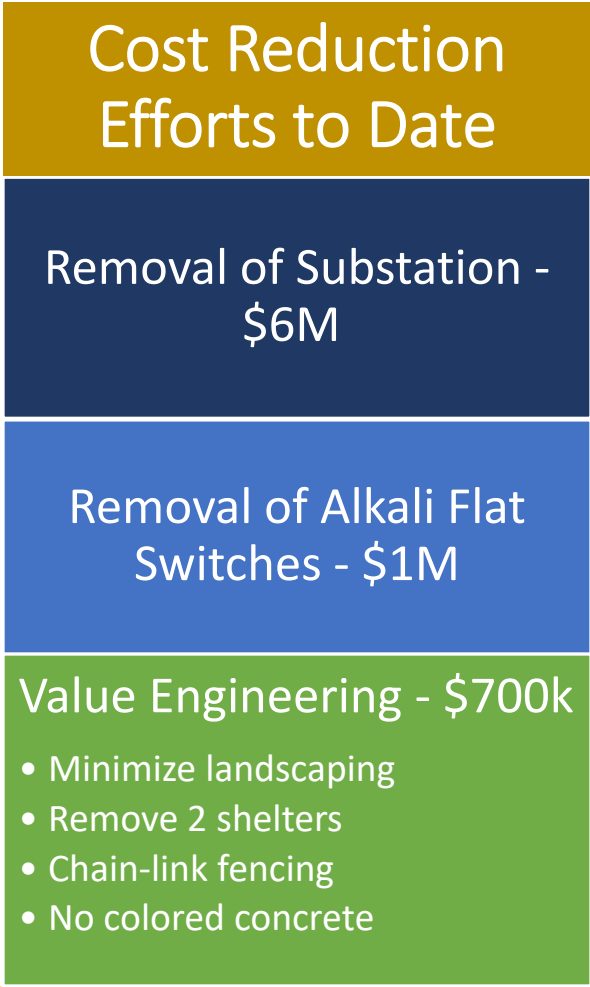 Cost Reduction
Efforts to Date
Removal of Substation -
$6M
Removal of Alkali Flat
Switches - $1M
Value Engineering - $700k
• Minimize landscaping
• Remove 2 shelters
• Chain-link fencing
• No colored concrete